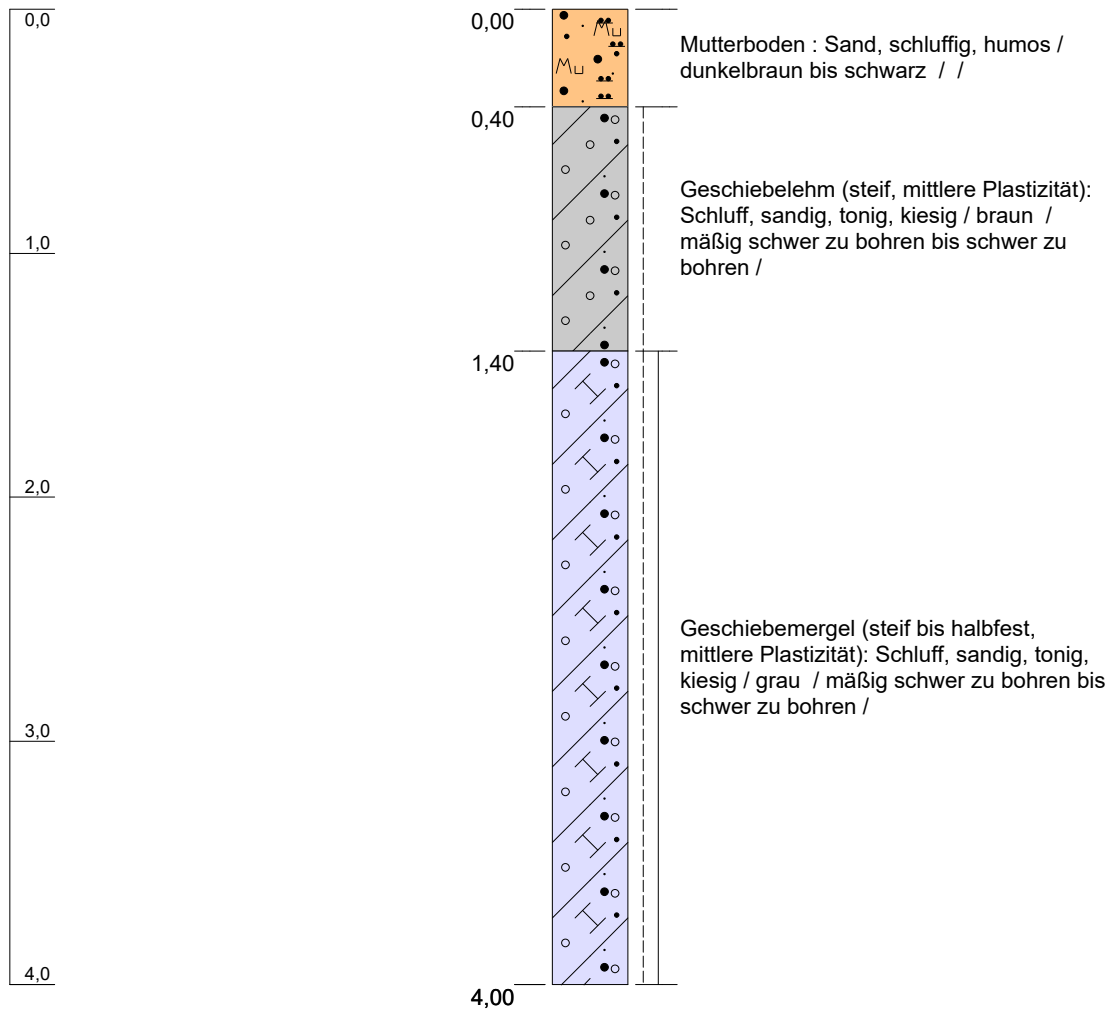 0,0
0,00
Mutterboden : Sand, schluffig, humos /
dunkelbraun bis schwarz / /
Mu
Mu
0,40
Geschiebelehm (steif, mittlere Plastizität):
Schluff, sandig, tonig, kiesig / braun /
mäßig schwer zu bohren bis schwer zu
bohren /
1,0
1,40
2,0
Geschiebemergel (steif bis halbfest,
mittlere Plastizität): Schluff, sandig, tonig,
kiesig / grau / mäßig schwer zu bohren bis
schwer zu bohren /
3,0
4,0
4,00